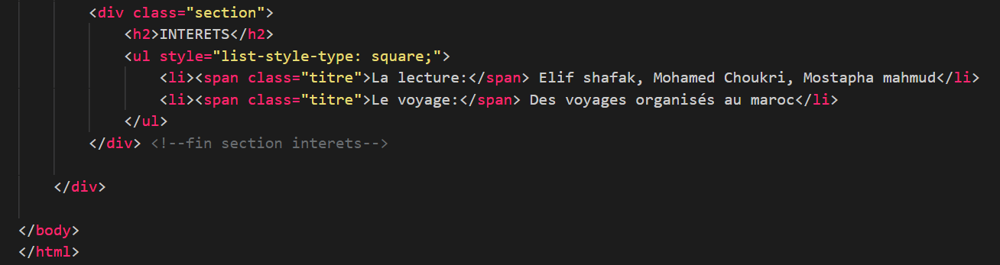 <div class="section">
<h2>INTERETS</h2>
<ul style="list-style-type: square;">
<li><span class="titre">La lecture:</span> Elif shafak, Mohamed Choukri, Mostapha mahmud</li>
<li><span class="titre">Le voyage:</span> Des voyages organisés au maroc</li>
</ul>
</div> <!--fin section interets-->
</div>
</body>
</html>